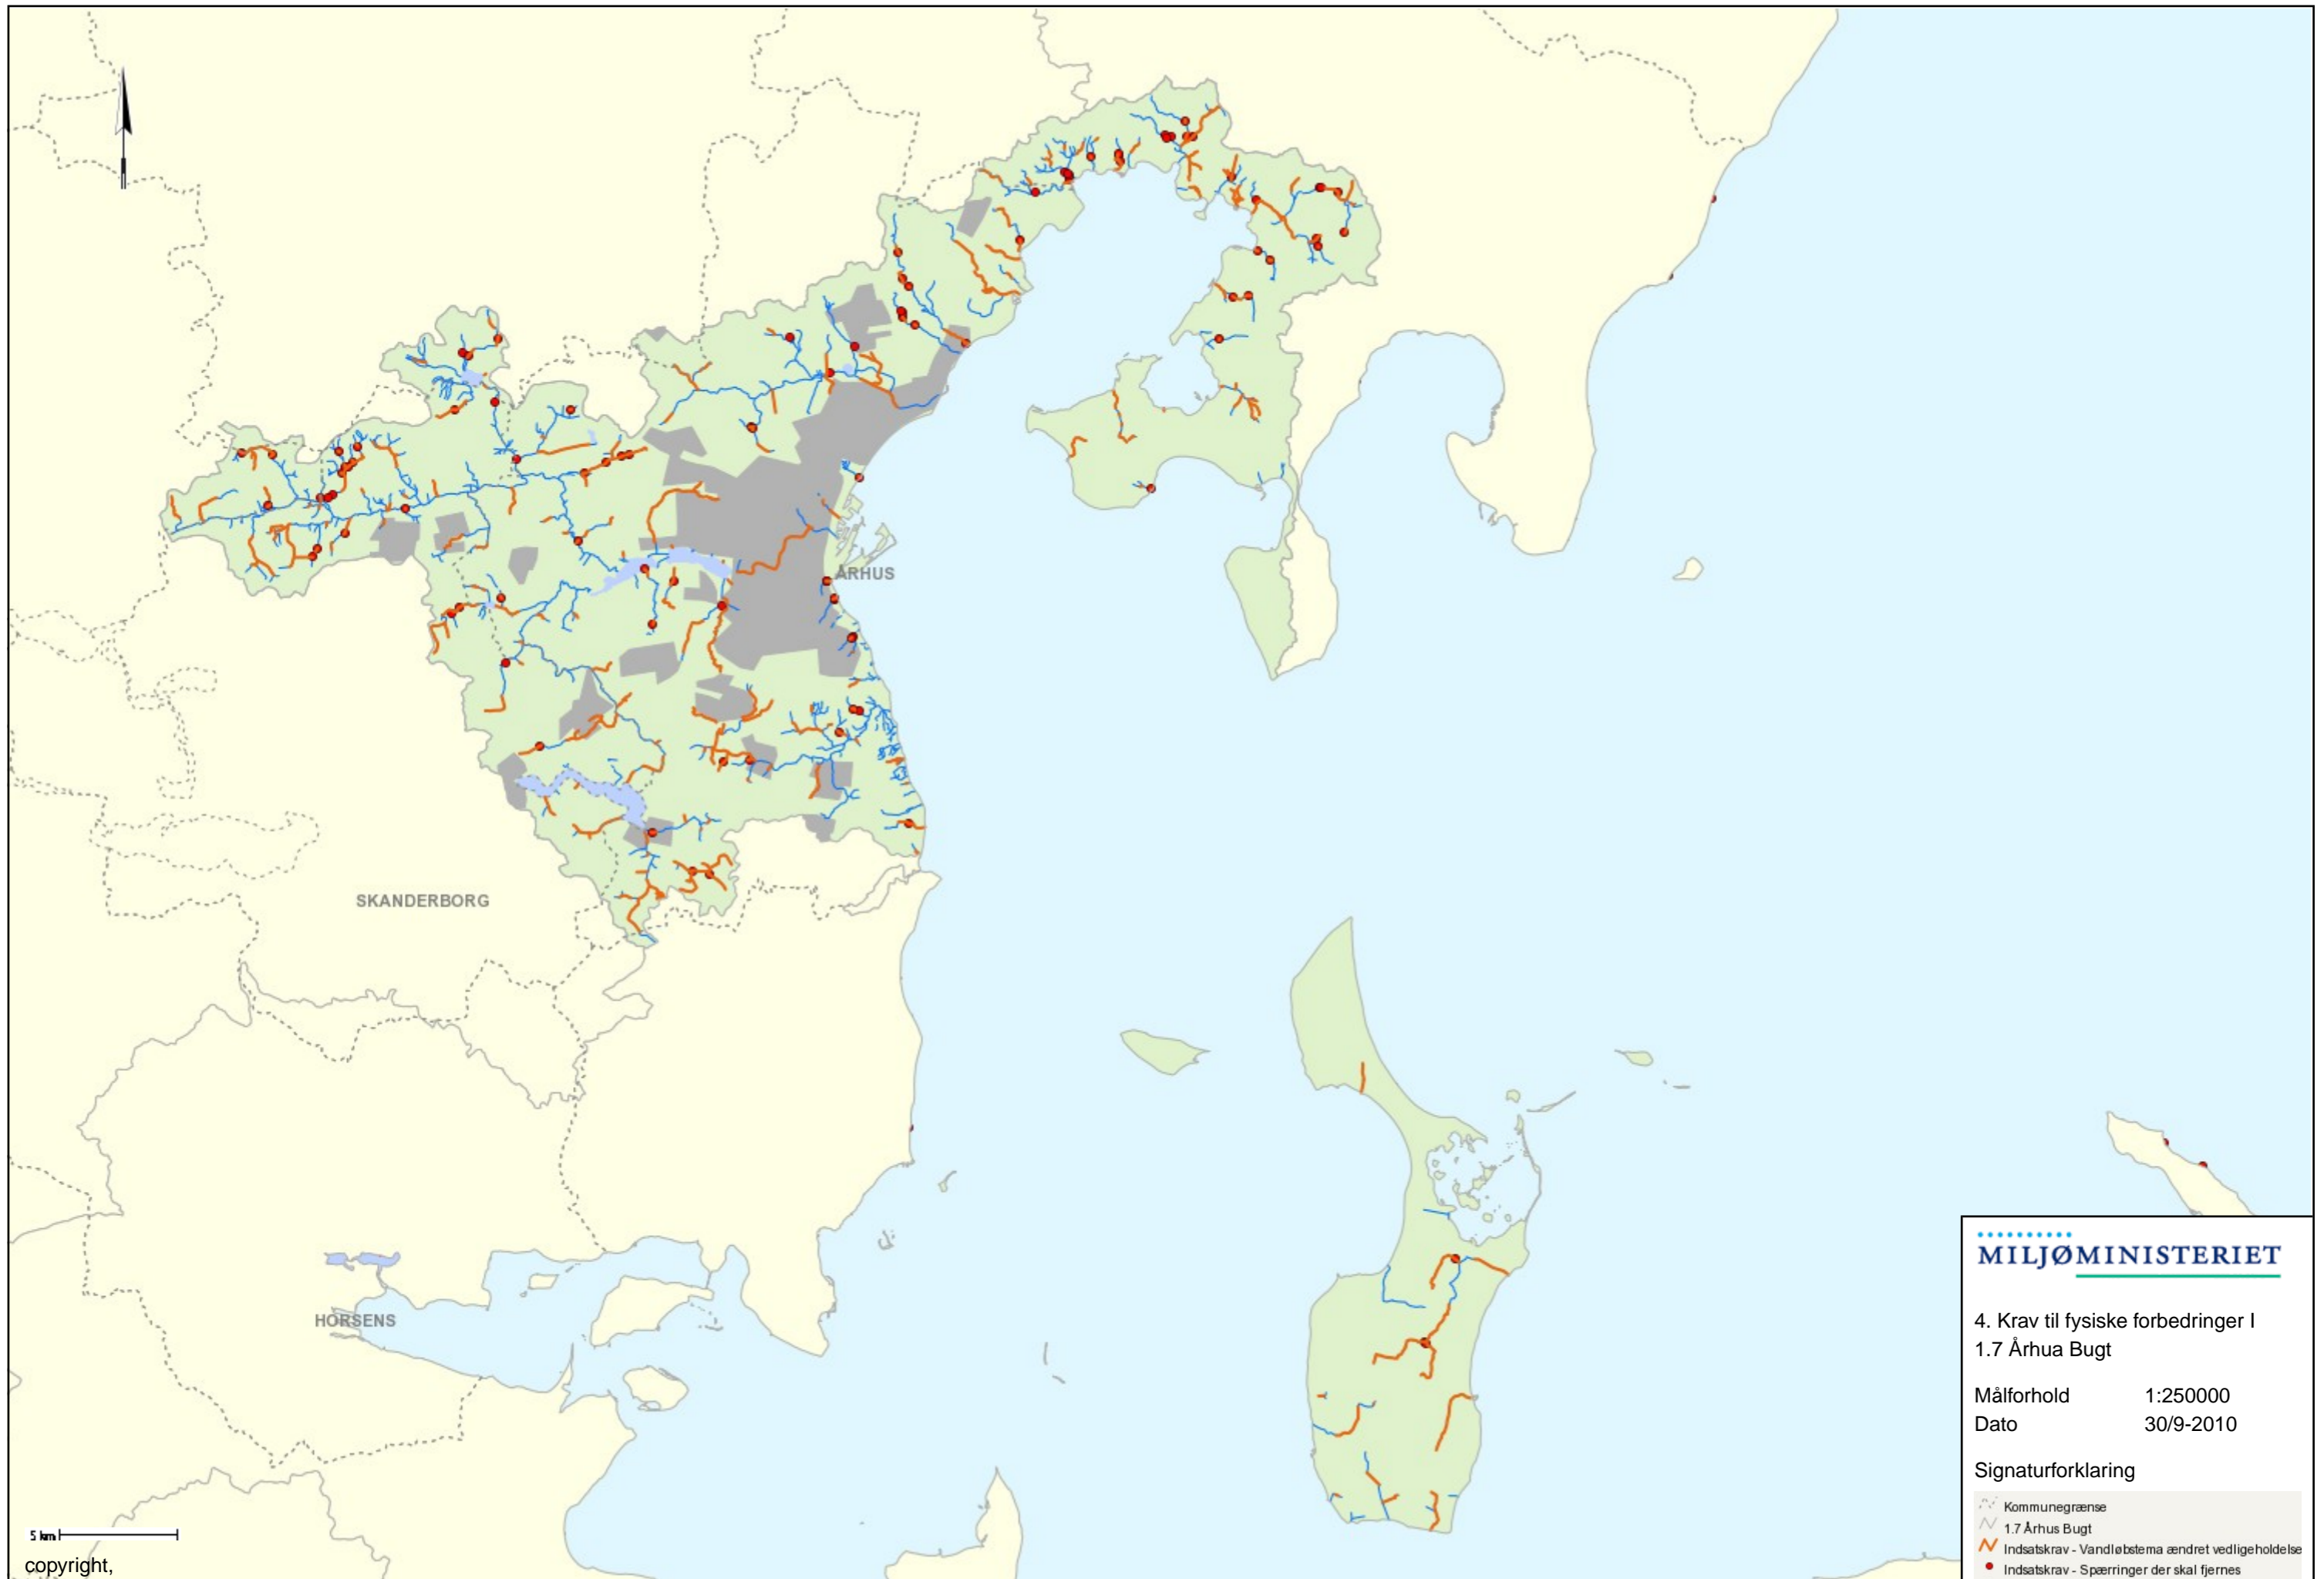 ÅRHUS
SKANDERBORG
HORSENS
MILJØMINISTERIET
4. Krav til fysiske forbedringer I
1.7 Århua Bugt
Målforhold 1:250000
Dato 30/9-2010
Signaturforklaring
Kommunegrænse
1.7 Århus Bugt
Indsatskrav - Vandløbstema ændret vedligeholdelse
Indsatskrav - Spærringer der skal fjernes
5 km
copyright,